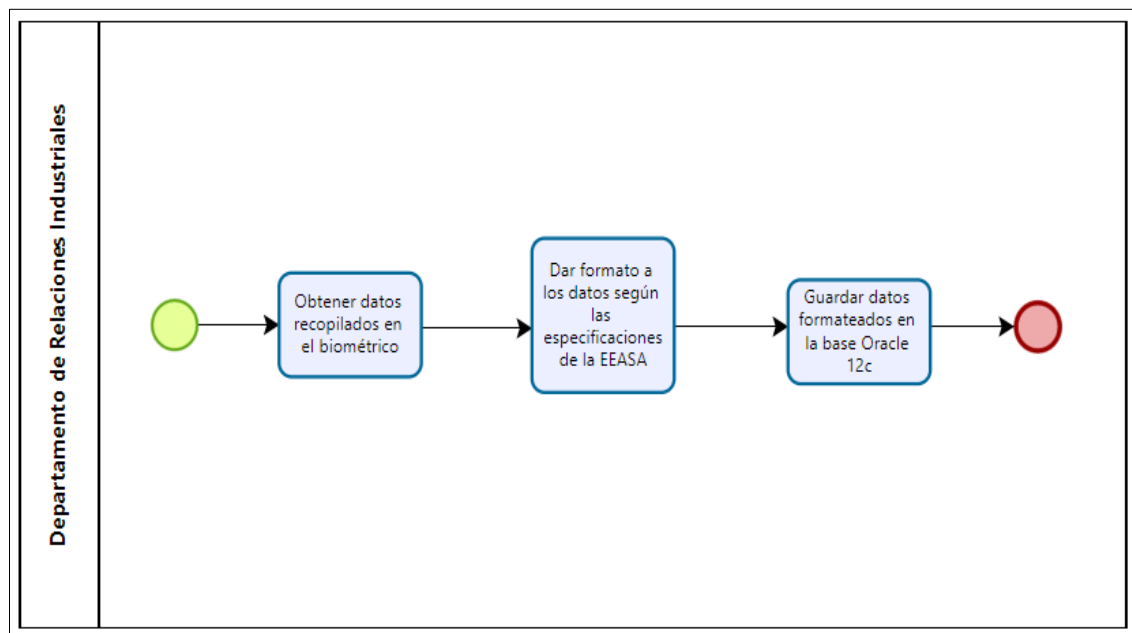 Departamento de Relaciones Industriales
Obtener datos
recopilados en
el biométrico
Dar formato a
los datos según
las
especificaciones
de la EEASA
Guardar datos
formateados en
la base Oracle
12c